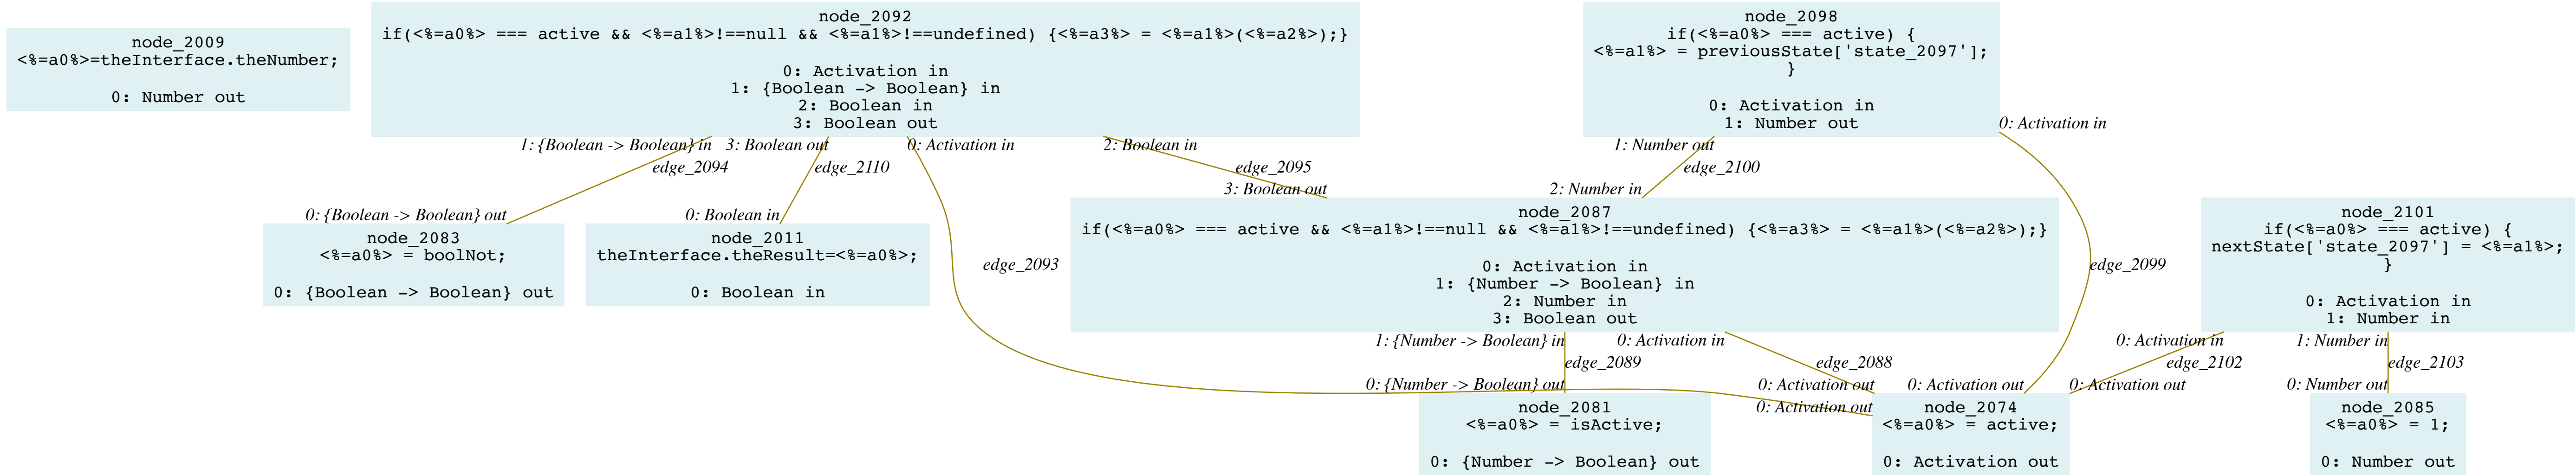 node_2009
<%=a0%>=theInterface.theNumber;
0: Number out
node_2092
if(<%=a0%> === active && <%=a1%>!==null && <%=a1%>!==undefined) {<%=a3%> = <%=a1%>(<%=a2%>);}
0: Activation in
1: {Boolean -> Boolean} in
2: Boolean in
3: Boolean out
node_2098
if(<%=a0%> === active) {
<%=a1%> = previousState['state_2097'];
}
0: Activation in
1: Number out
0: Activation in
1: {Boolean -> Boolean} in
3: Boolean out
0: Activation in
2: Boolean in
1: Number out
edge_2094
edge_2110
edge_2095
edge_2100
3: Boolean out
2: Number in
0: {Boolean -> Boolean} out
0: Boolean in
node_2083
<%=a0%> = boolNot;
0: {Boolean -> Boolean} out
node_2011
theInterface.theResult=<%=a0%>;
0: Boolean in
edge_2093
node_2087
if(<%=a0%> === active && <%=a1%>!==null && <%=a1%>!==undefined) {<%=a3%> = <%=a1%>(<%=a2%>);}
0: Activation in
1: {Number -> Boolean} in
2: Number in
3: Boolean out
edge_2099
node_2101
if(<%=a0%> === active) {
nextState['state_2097'] = <%=a1%>;
}
0: Activation in
1: Number in
1: {Number -> Boolean} in
0: Activation in
0: Activation in
1: Number in
edge_2089
edge_2088
edge_2102
edge_2103
0: {Number -> Boolean} out
0: Activation out
0: Activation out
0: Activation out
0: Number out
0: Activation out
node_2081
<%=a0%> = isActive;
0: {Number -> Boolean} out
node_2074
<%=a0%> = active;
0: Activation out
node_2085
<%=a0%> = 1;
0: Number out